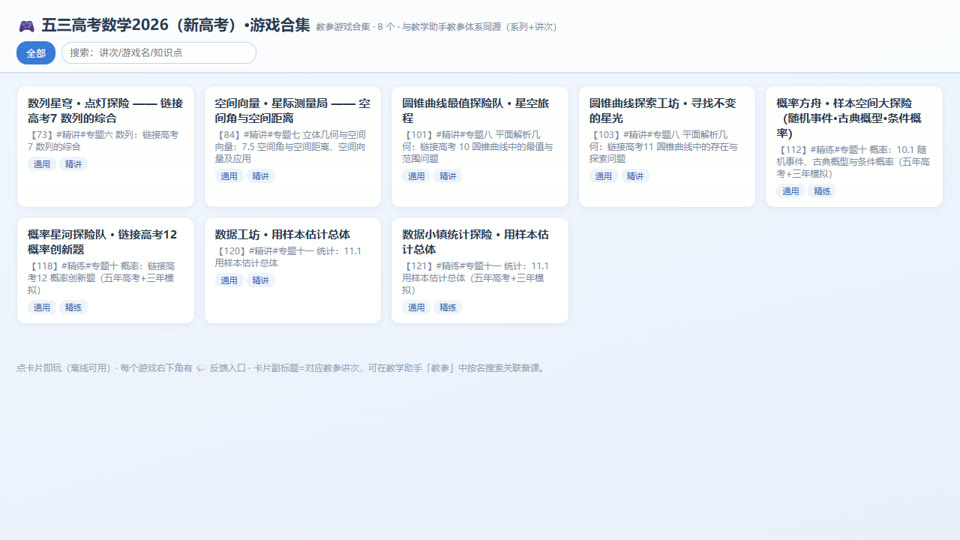 五三高考数学2026（新高考）·游戏合集 教参游戏合集 · 8 个 · 与教学助手教参体系同源（系列+讲次）
全部 搜索：讲次/游戏名/知识点
数列星穹 · 点灯探险 —— 链接
高考7 数列的综合
【73】#精讲#专题六 数列：链接高考
7 数列的综合
通用 精讲
空间向量 · 星际测量局 —— 空
间角与空间距离
【84】#精讲#专题七 立体几何与空间
向量：7.5 空间角与空间距离、空间向
量及应用
通用 精讲
圆锥曲线最值探险队 · 星空旅
程
【101】#精讲#专题八 平面解析几
何：链接高考 10 圆锥曲线中的最值与
范围问题
通用 精讲
圆锥曲线探索工坊 · 寻找不变
的星光
【103】#精讲#专题八 平面解析几
何：链接高考11 圆锥曲线中的存在与
探索问题
通用 精讲
概率方舟 · 样本空间大探险
（随机事件·古典概型·条件概
率）
【112】#精练#专题十 概率：10.1 随
机事件、古典概型与条件概率（五年高
考+三年模拟）
通用 精练
概率星河探险队 · 链接高考12
概率创新题
【118】#精练#专题十 概率：链接高
考12 概率创新题（五年高考+三年模
拟）
通用 精练
数据工坊 · 用样本估计总体
【120】#精讲#专题十一 统计：11.1
用样本估计总体
通用 精讲
数据小镇统计探险 · 用样本估
计总体
【121】#精练#专题十一 统计：11.1
用样本估计总体（五年高考+三年模
拟）
通用 精练
点卡片即玩（离线可用）· 每个游戏右下角有 反馈入口 · 卡片副标题=对应教参讲次，可在教学助手「教参」中按名搜索关联备课。